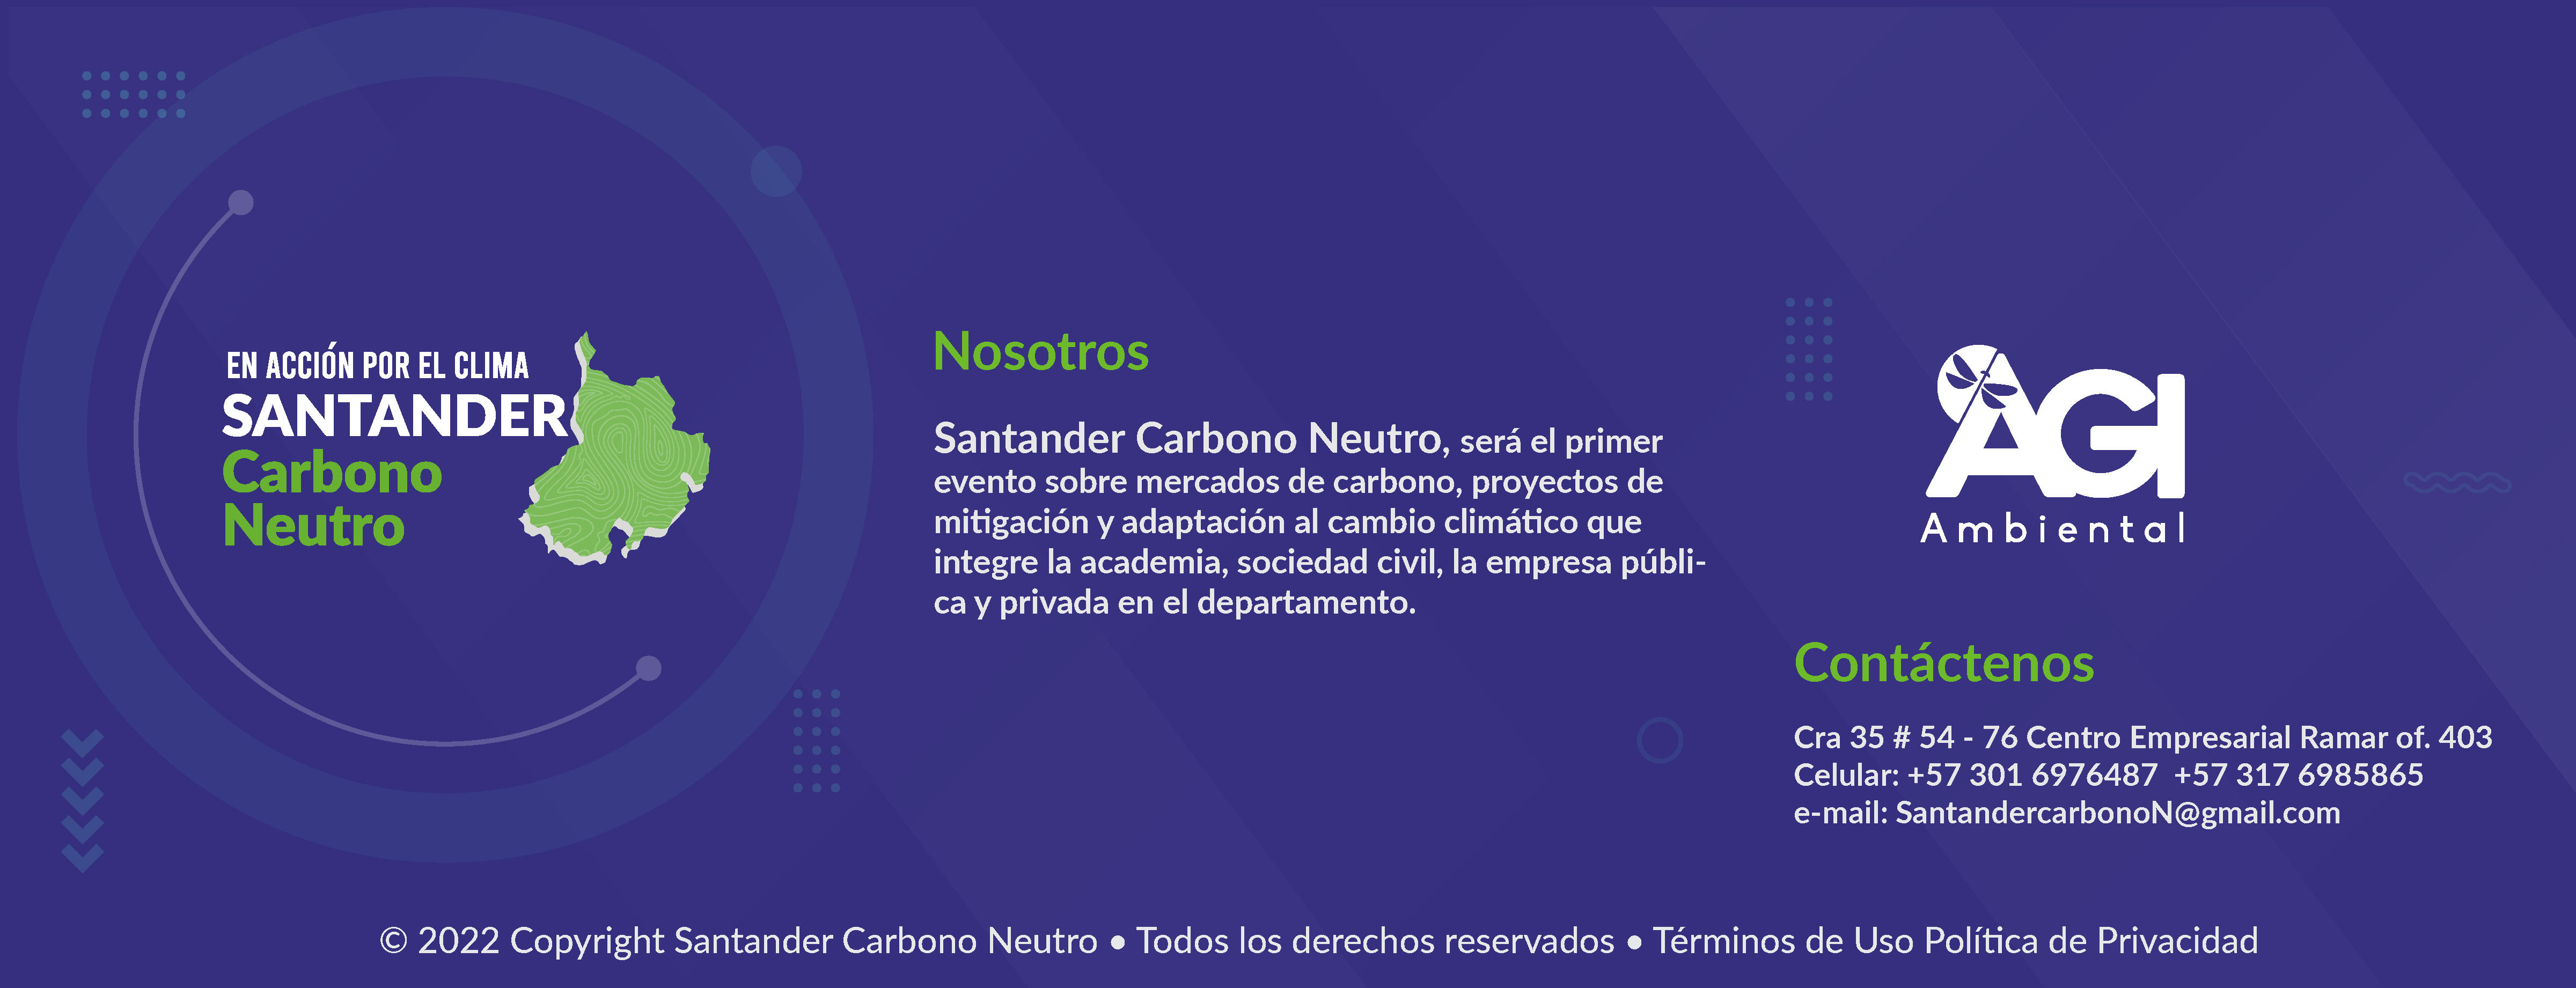 EN ACCIÓN POR EL CLIMA
SANTANDER
Carbono
Neutro
Nosotros
Santander Carbono Neutro, será el primer
evento sobre mercados de carbono, proyectos de
mitigación y adaptación al cambio climático que
integre la academia, sociedad civil, la empresa públi-
ca y privada en el departamento.
AGI
Ambiental
Contáctenos
Cra 35 # 54 - 76 Centro Empresarial Ramar of. 403
Celular: +57 301 6976487 +57 317 6985865
e-mail: SantandercarbonoN@gmail.com
© 2022 Copyright Santander Carbono Neutro • Todos los derechos reservados • Términos de Uso Política de Privacidad